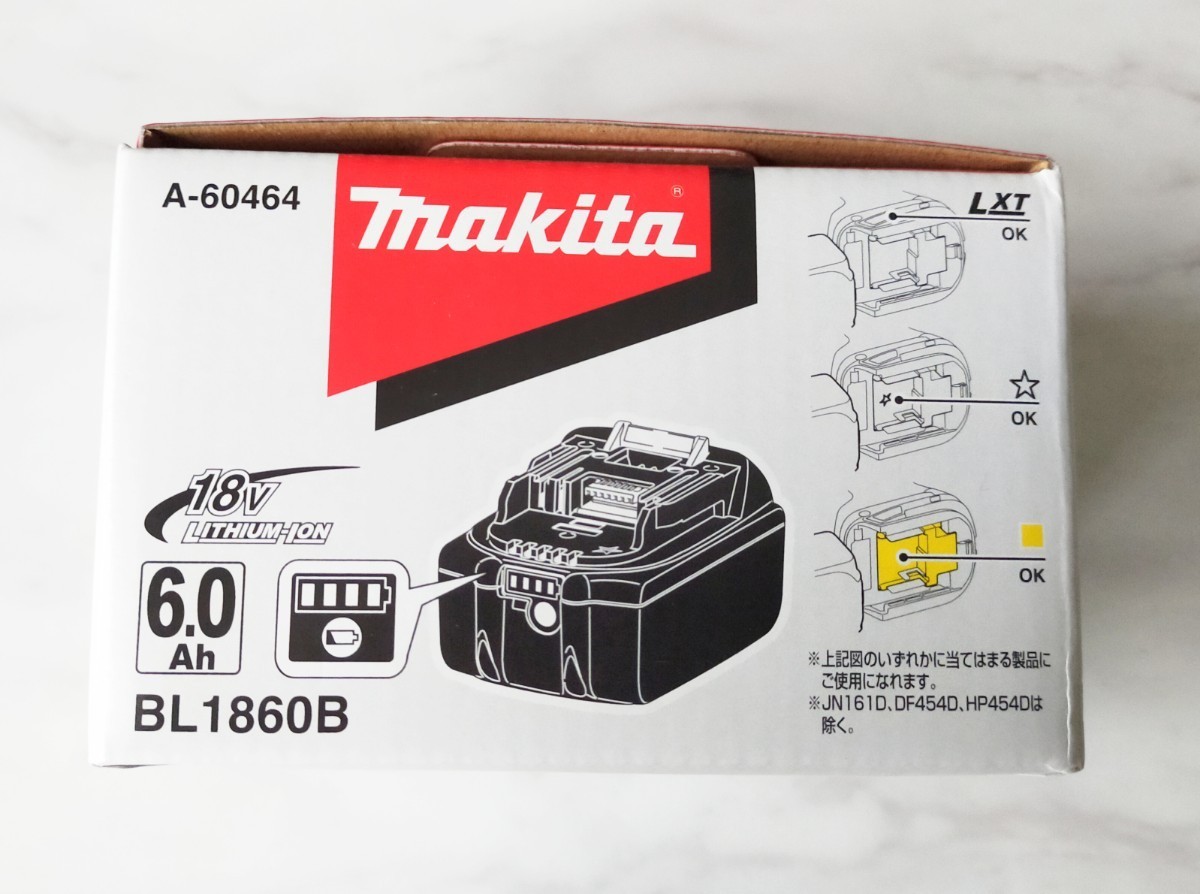 A-60464
makita®
LXT
OK
☆
OK
OK
18V
LITHIUM-ION
6.0
Ah
BL1860B
※上記図のいずれかに当てはまる製品に
ご使用になれます。
※JN161D、DF454D、HP454Dは
除く。